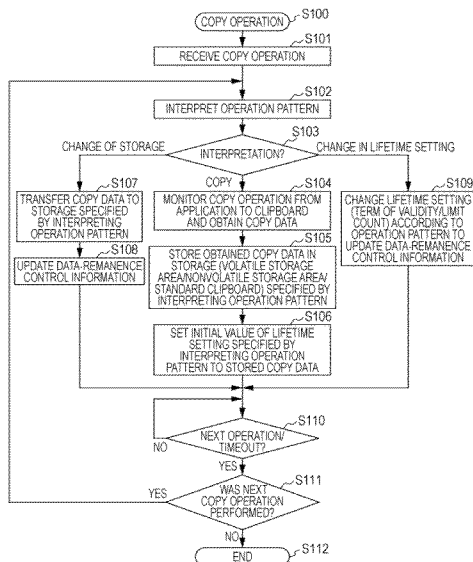 COPY OPERATION
S100
S101
RECEIVE COPY OPERATION
S102
INTERPRET OPERATION PATTERN
S103
CHANGE OF STORAGE
INTERPRETATION?
CHANGE IN LIFETIME SETTING
COPY
S107
TRANSFER COPY DATA TO
STORAGE SPECIFIED
BY INTERPRETING
OPERATION PATTERN
S108
UPDATE DATA-REMANENCE
CONTROL INFORMATION
S104
MONITOR COPY OPERATION FROM
APPLICATION TO CLIPBOARD
AND OBTAIN COPY DATA
S105
STORE OBTAINED COPY DATA IN
STORAGE (VOLATILE STORAGE
AREA/NONVOLATILE STORAGE
AREA/
STANDARD CLIPBOARD) SPECIFIED BY
INTERPRETING OPERATION PATTERN
S106
SET INITIAL VALUE OF LIFETIME
SETTING SPECIFIED BY
INTERPRETING OPERATION
PATTERN TO STORED COPY DATA
S109
CHANGE LIFETIME SETTING
(TERM OF VALIDITY/LIMIT
COUNT) ACCORDING TO
OPERATION PATTERN TO
UPDATE DATA-REMANENCE
CONTROL INFORMATION
S110
NEXT OPERATION/
TIMEOUT?
NO
YES
S111
WAS NEXT
COPY OPERATION
PERFORMED?
YES
NO
END
S112